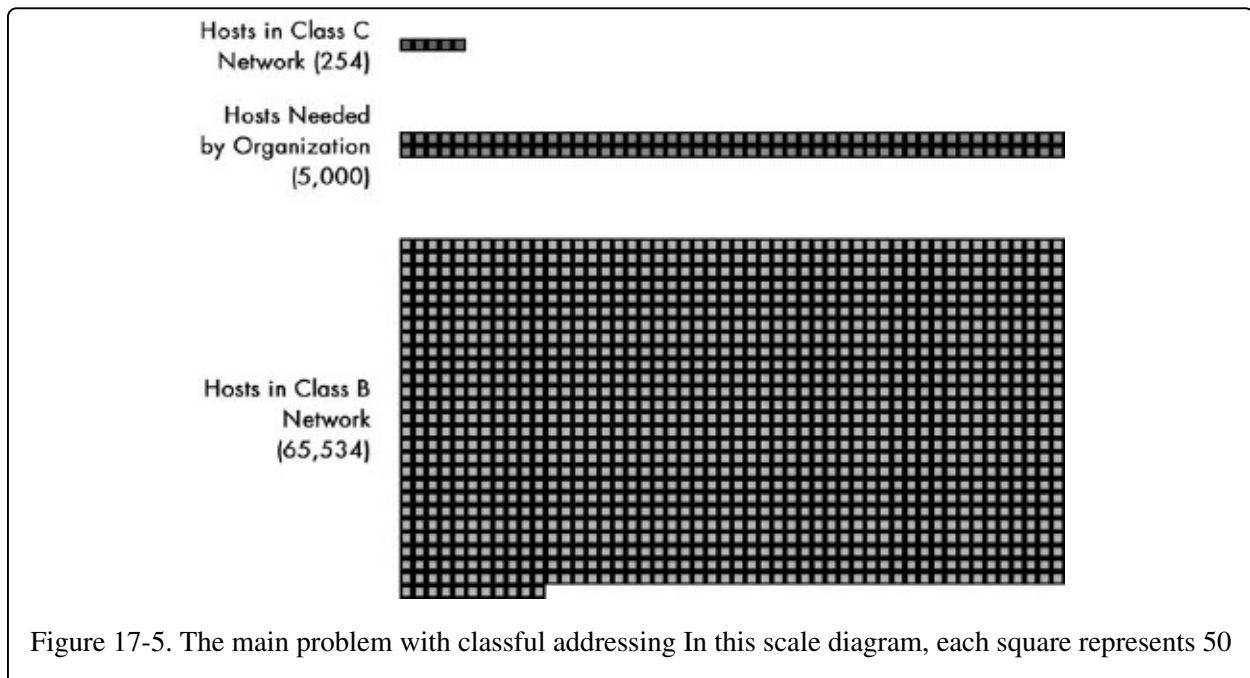 Hosts in Class C
Network (254)
Hosts Needed
by Organization
(5,000)
Hosts in Class B
Network
(65,534)
Figure 17-5. The main problem with classful addressing In this scale diagram, each square represents 50